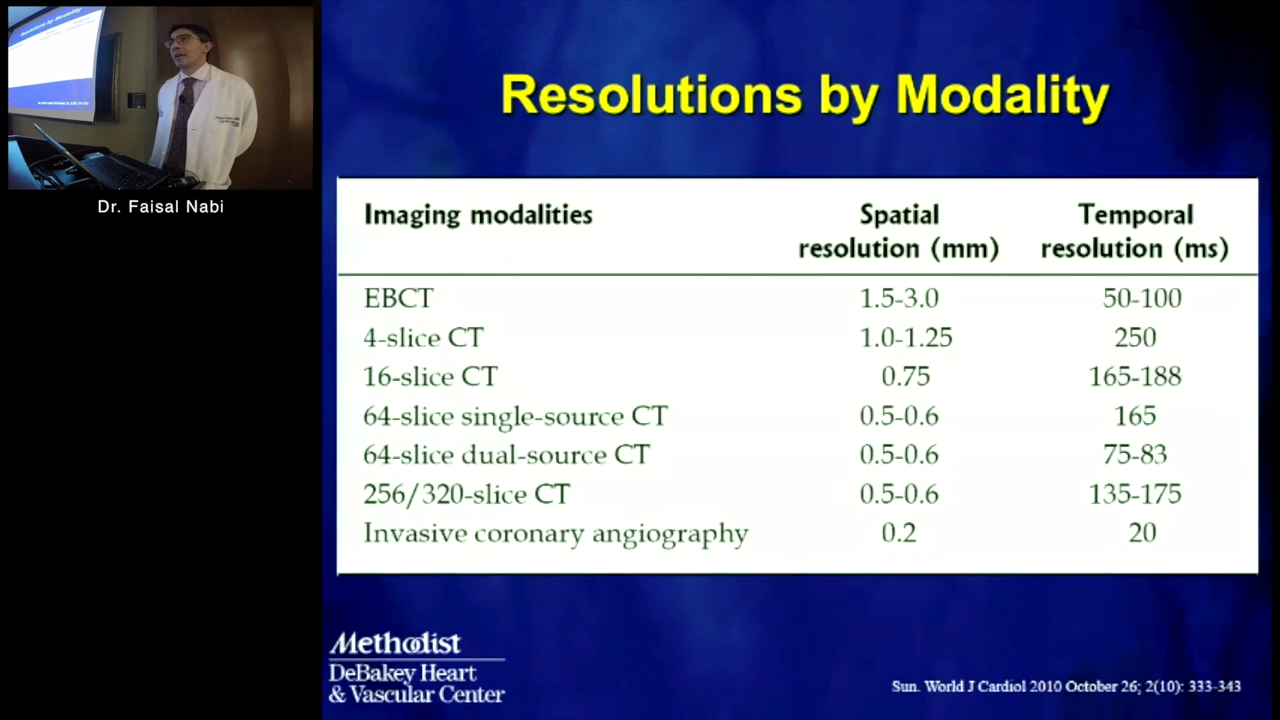 Resolutions by Modality
Dr. Faisal Nabi
Resolutions by Modality
Imaging modalities Spatial resolution (mm) Temporal resolution (ms)
EBCT 1.5-3.0 50-100
4-slice CT 1.0-1.25 250
16-slice CT 0.75 165-188
64-slice single-source CT 0.5-0.6 165
64-slice dual-source CT 0.5-0.6 75-83
256/320-slice CT 0.5-0.6 135-175
Invasive coronary angiography 0.2 20
Methodist
DeBakey Heart
& Vascular Center
Sun. World J Cardiol 2010 October 26; 2(10): 333-343